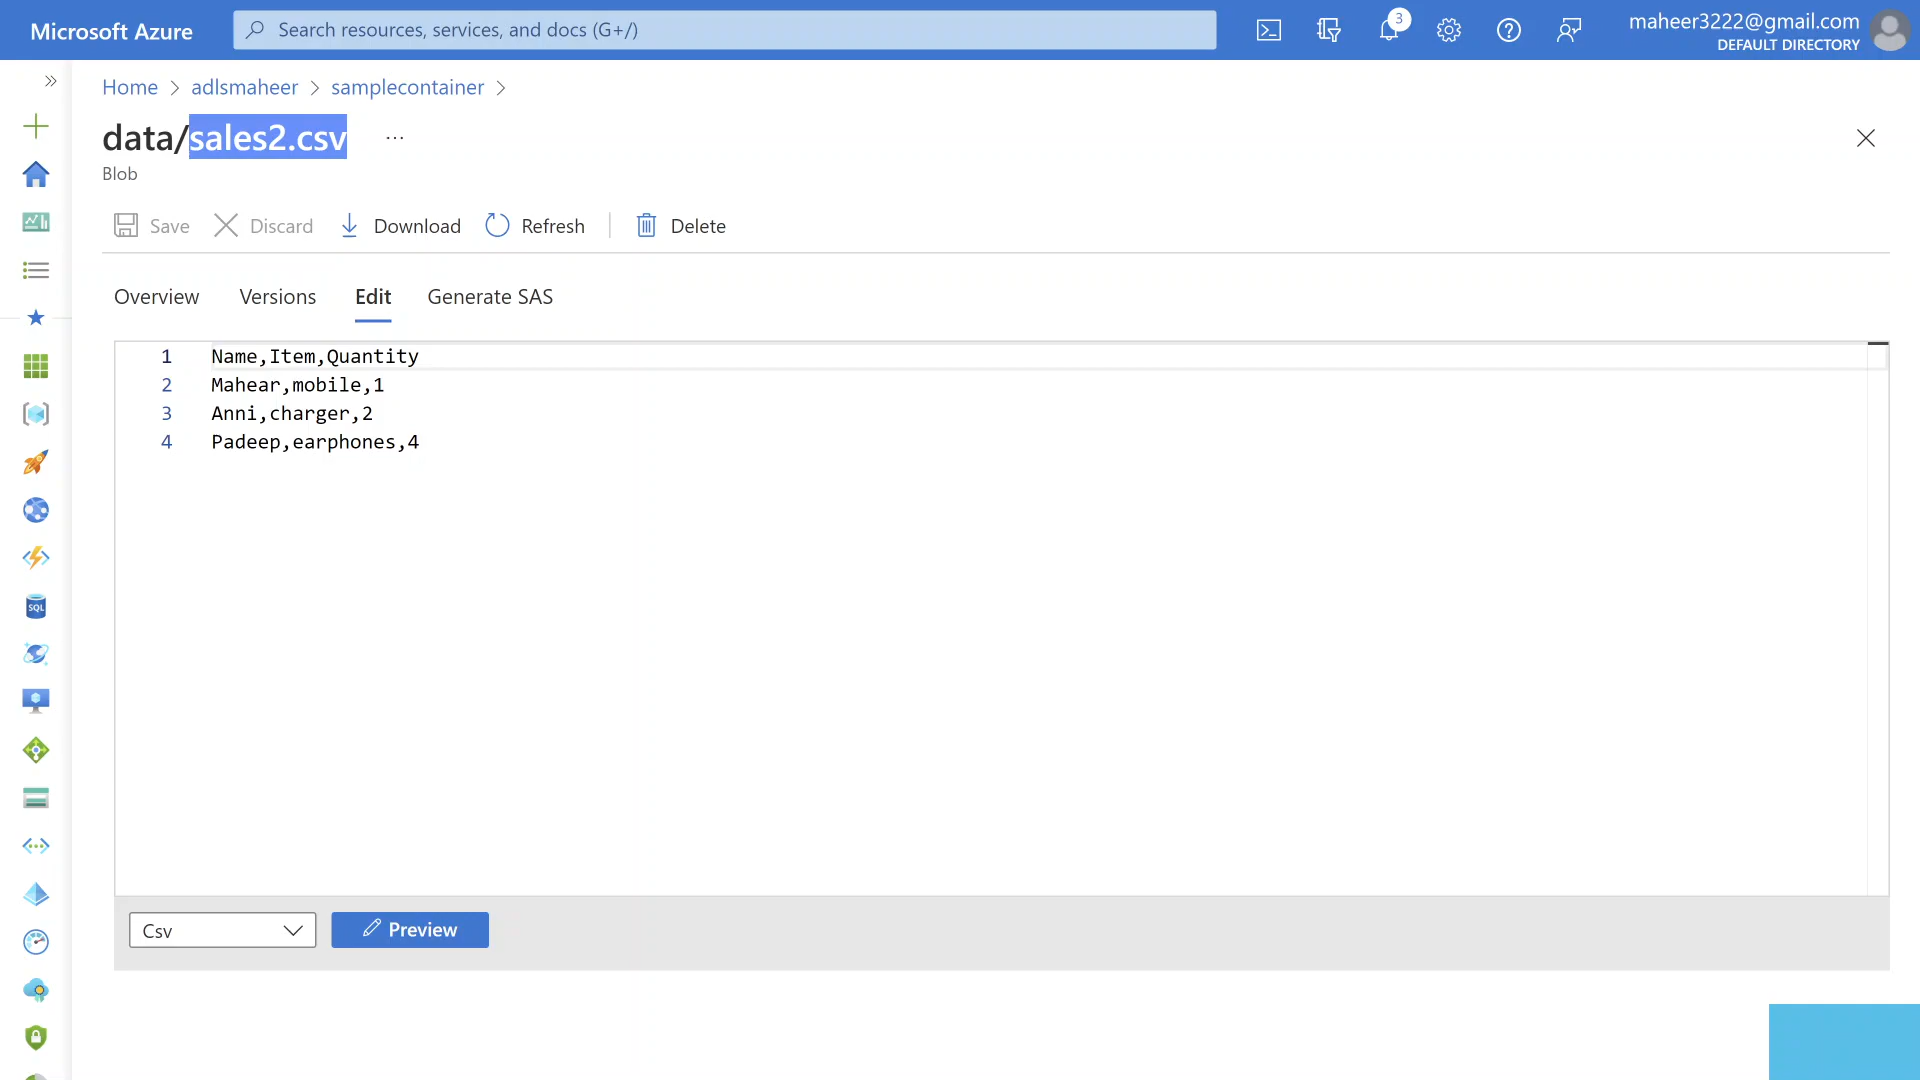 Microsoft Azure
Search resources, services, and docs (G+/)
3
maheer3222@gmail.com
DEFAULT DIRECTORY
Home > adlsmaheer > samplecontainer >
data/sales2.csv ...
Blob
Save Discard Download Refresh Delete
Overview Versions Edit Generate SAS
1 Name,Item,Quantity
2 Mahear,mobile,1
3 Anni,charger,2
4 Padeep,earphones,4
SQL
Csv Preview